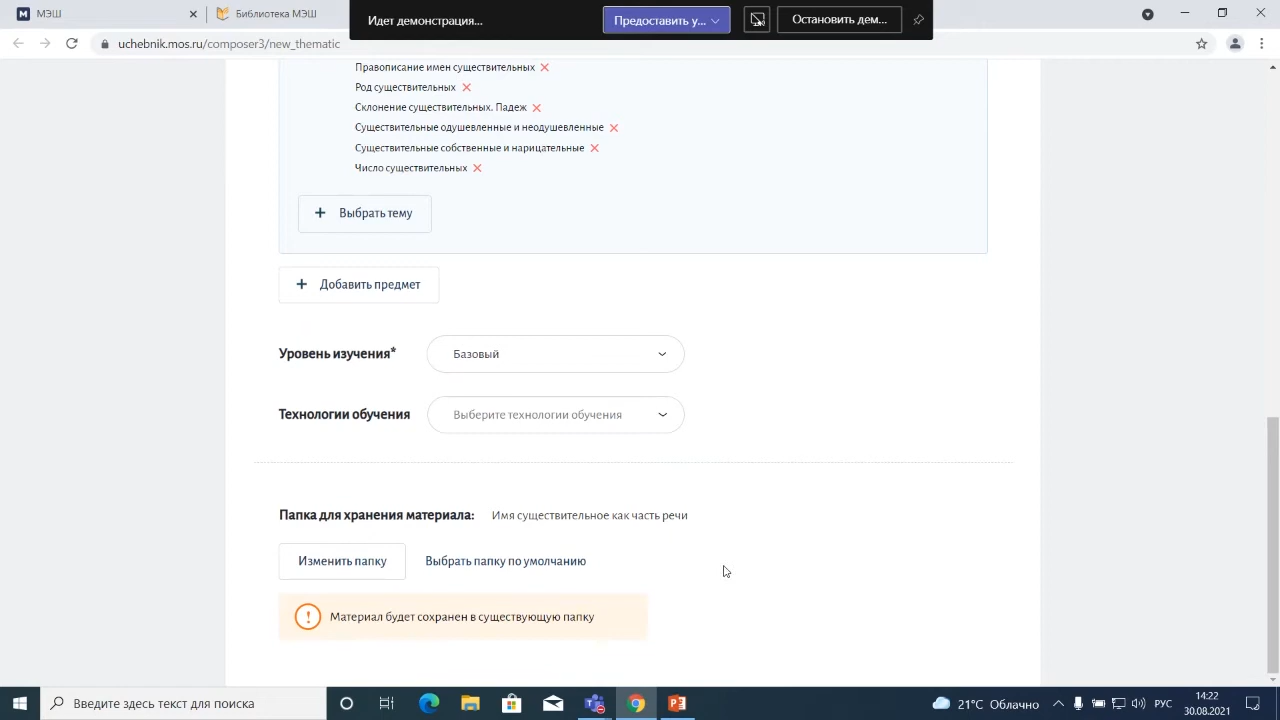 МЭШ
Библиотека МЭШ
Идет демонстрация...
Предоставить у...
Остановить дем...
uchebnik.mos.ru/composer3/new_thematic
Правописание имен существительных
Род существительных
Склонение существительных. Падеж
Существительные одушевленные и неодушевленные
Существительные собственные и нарицательные
Число существительных
+ Выбрать тему
+ Добавить предмет
Уровень изучения* Базовый
Технологии обучения Выберите технологии обучения
Папка для хранения материала: Имя существительное как часть речи
Изменить папку Выбрать папку по умолчанию
! Материал будет сохранен в существующую папку
Введите здесь текст для поиска
21°C Облачно
РУС
14:22
30.08.2021